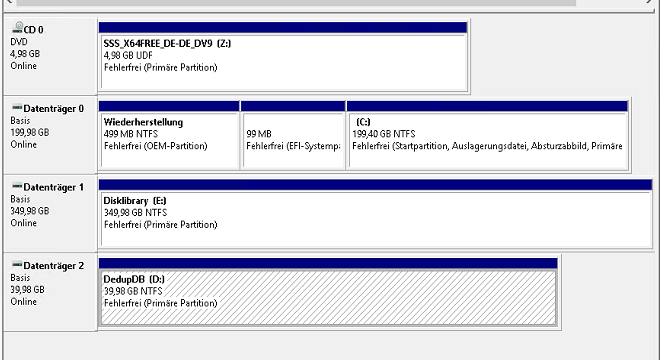 CD 0
DVD
4,98 GB
Online
SSS_X64FREE_DE-DE_DV9 (Z:)
4,98 GB UDF
Fehlerfrei (Primäre Partition)
Datenträger 0
Basis
199,98 GB
Online
Wiederherstellung
499 MB NTFS
Fehlerfrei (OEM-Partition)
99 MB
Fehlerfrei (EFI-Systemp
(C:)
199,40 GB NTFS
Fehlerfrei (Startpartition, Auslagerungsdatei, Absturzabbild, Primäre
Datenträger 1
Basis
349,98 GB
Online
Disklibrary (E:)
349,98 GB NTFS
Fehlerfrei (Primäre Partition)
Datenträger 2
Basis
39,98 GB
Online
DedupDB (D:)
39,98 GB NTFS
Fehlerfrei (Primäre Partition)